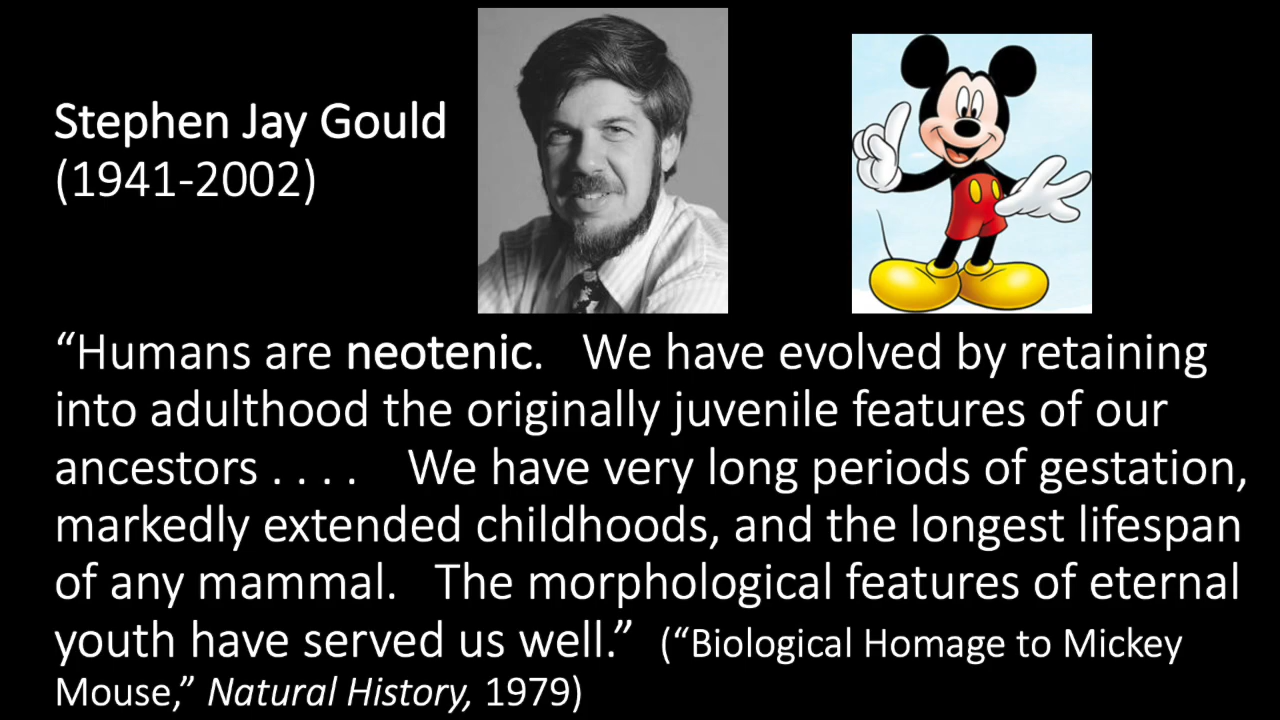 Stephen Jay Gould
(1941-2002)
“Humans are neotenic.   We have evolved by retaining
into adulthood the originally juvenile features of our
ancestors . . . .    We have very long periods of gestation,
markedly extended childhoods, and the longest lifespan
of any mammal.   The morphological features of eternal
youth have served us well.”  (“Biological Homage to Mickey
Mouse,” Natural History, 1979)